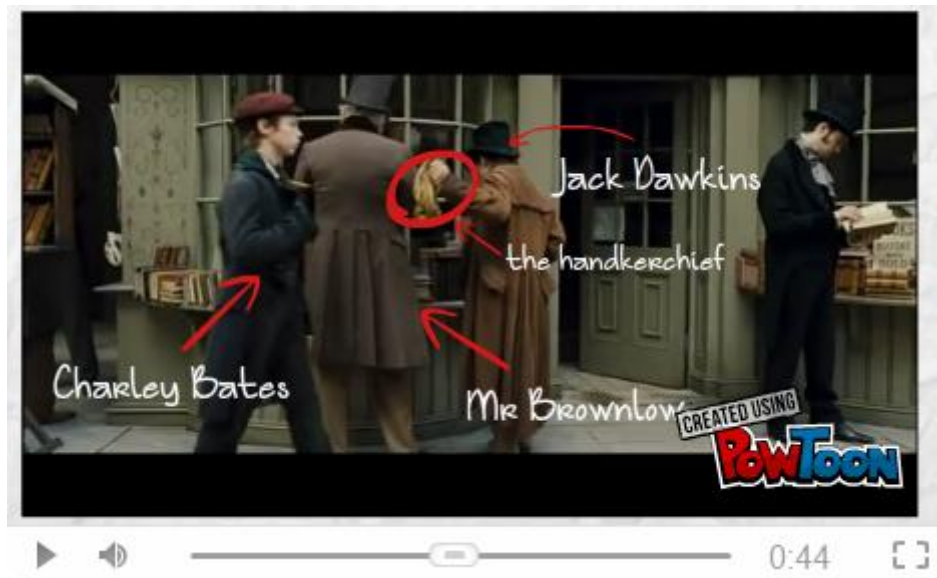 Jack Dawkins
the handkerchief
Charley Bates
Mr Brownlow
CREATED USING
POWTOON
0:44